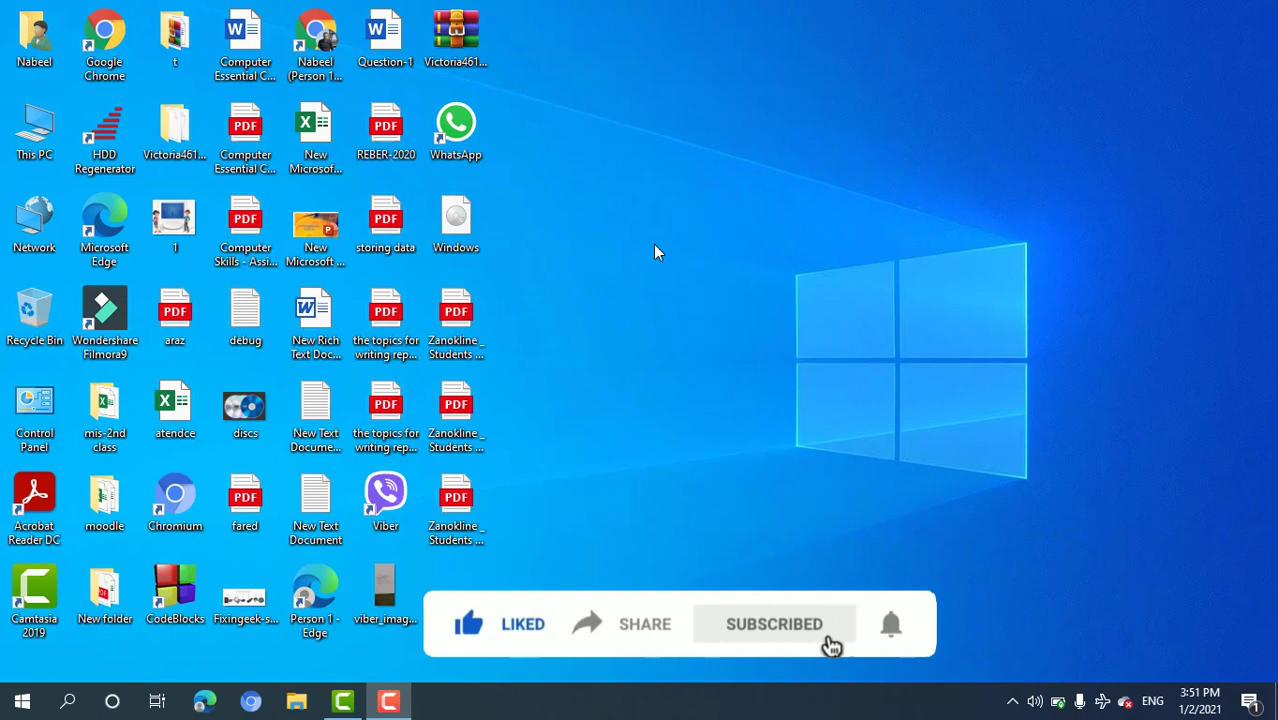 Nabeel
Google
Chrome
t
Computer
Essential C...
Nabeel
(Person 1...
Question-1
Victoria461...
This PC
HDD
Regenerator
Victoria461...
PDF
Computer
Essential C...
New
Microsof...
PDF
REBER-2020
WhatsApp
Network
Microsoft
Edge
1
PDF
Computer
Skills - Assi...
New
Microsoft ...
PDF
storing data
Windows
Recycle Bin
Wondershare
Filmora9
PDF
araz
debug
New Rich
Text Doc...
PDF
the topics for
writing rep...
PDF
Zanokline _
Students ...
Control
Panel
mis-2nd
class
atendce
discs
New Text
Docume...
PDF
the topics for
writing rep...
PDF
Zanokline _
Students ...
Acrobat
Reader DC
moodle
Chromium
PDF
fared
New Text
Document
Viber
PDF
Zanokline _
Students ...
Camtasia
2019
New folder
CodeBlocks
Fixingeek-s...
Person 1 -
Edge
viber_imag...
LIKED SHARE SUBSCRIBED
ENG
3:51 PM
1/2/2021
1